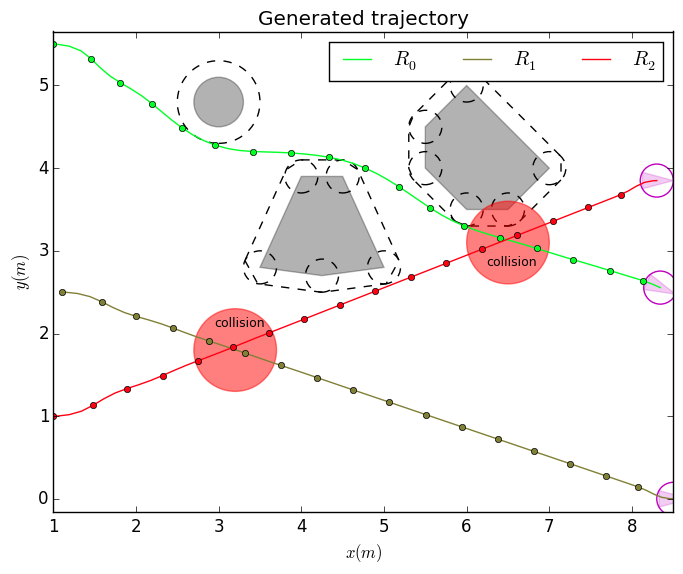 Generated trajectory
R₀ R₁ R₂
y(m)
5
4
3
2
1
0
collision
collision
1 2 3 4 5 6 7 8
x(m)